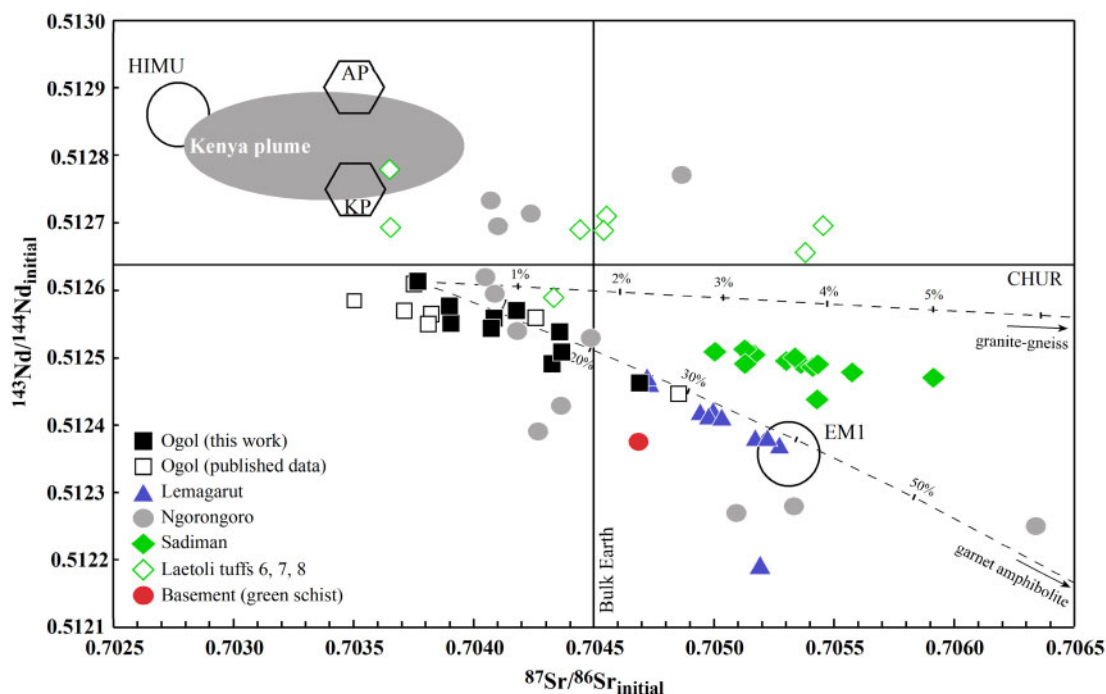 0.5130
0.5129
0.5128
0.5127
0.5126
0.5125
0.5124
0.5123
0.5122
0.5121
143Nd/144Ndinitial
HIMU
AP
Kenya plume
KP
1%
2%
3%
4%
5%
CHUR
granite-gneiss
20%
30%
EM1
50%
garnet amphibolite
Bulk Earth
Ogol (this work)
Ogol (published data)
Lemagarut
Ngorongoro
Sadiman
Laetoli tuffs 6, 7, 8
Basement (green schist)
0.7025 0.7030 0.7035 0.7040 0.7045 0.7050 0.7055 0.7060 0.7065
87Sr/86Srinitial